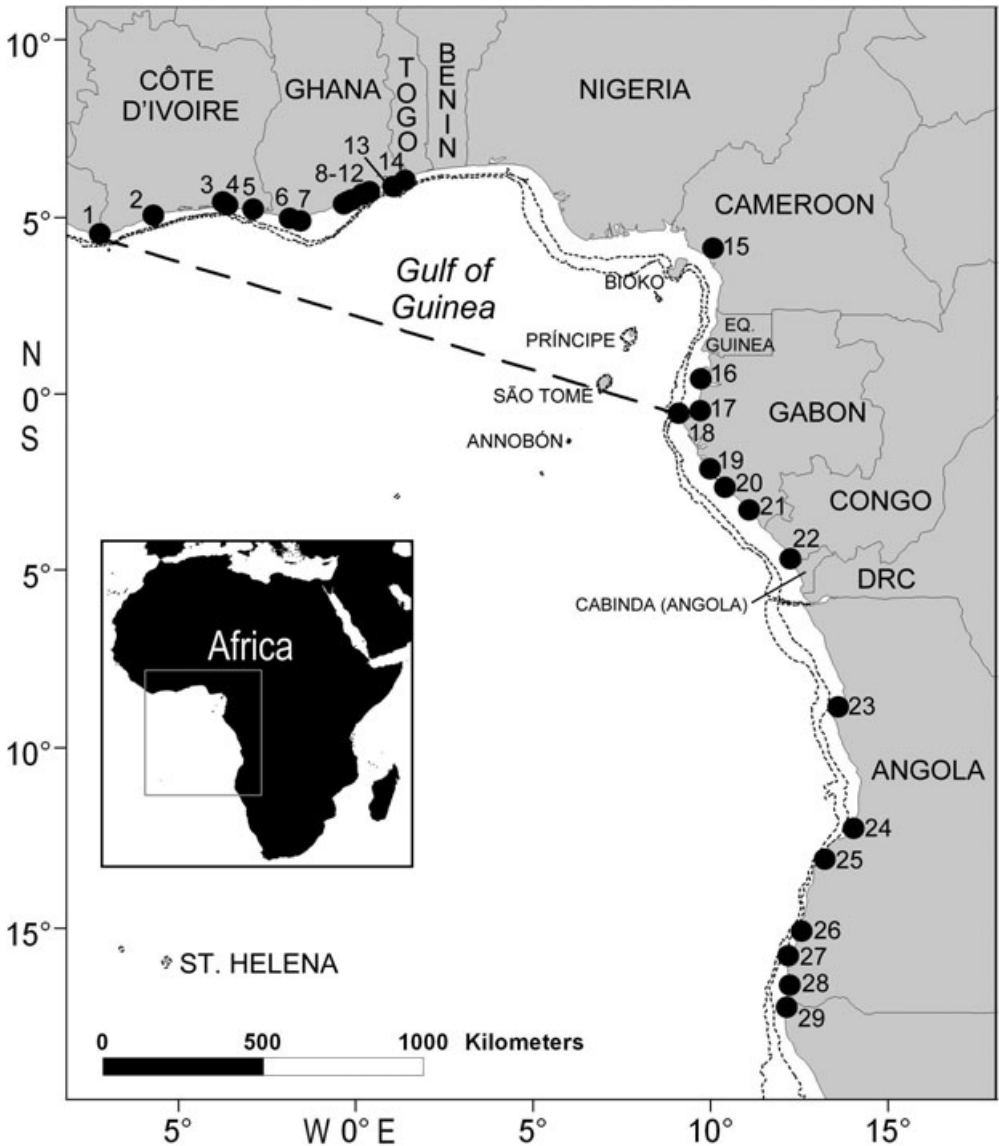 10°
CÔTE
D'IVOIRE
GHANA
TOGO
BENIN
NIGERIA
13
14
8-12
3
4
5
6
7
2
1
5°
CAMEROON
15
Gulf of
Guinea
BIOKO
PRÍNCIPE
EQ.
GUINEA
N
0°
S
SÃO TOMÉ
16
17
18
GABON
ANNOBÓN
19
20
21
CONGO
22
5°
DRC
CABINDA (ANGOLA)
Africa
23
10°
ANGOLA
24
25
15°
26
27
28
29
ST. HELENA
0 500 1000 Kilometers
5° W 0° E 5° 10° 15°